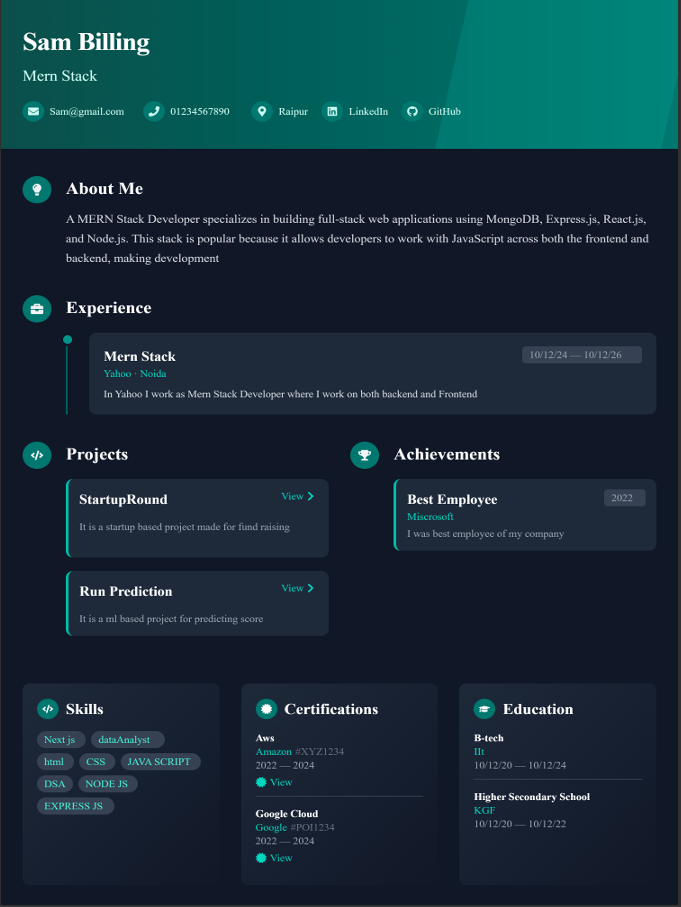 Sam Billing
Mern Stack
Sam@gmail.com 01234567890 Raipur LinkedIn GitHub
About Me
A MERN Stack Developer specializes in building full-stack web applications using MongoDB, Express.js, React.js,
and Node.js. This stack is popular because it allows developers to work with JavaScript across both the frontend and
backend, making development
Experience
Mern Stack 10/12/24 — 10/12/26
Yahoo · Noida
In Yahoo I work as Mern Stack Developer where I work on both backend and Frontend
Projects
StartupRound View
It is a startup based project made for fund raising
Run Prediction View
It is a ml based project for predicting score
Achievements
Best Employee 2022
Miscrosoft
I was best employee of my company
Skills
Next js dataAnalyst
html CSS JAVA SCRIPT
DSA NODE JS
EXPRESS JS
Certifications
Aws
Amazon #XYZ1234
2022 — 2024
View
Google Cloud
Google #POI1234
2022 — 2024
View
Education
B-tech
IIt
10/12/20 — 10/12/24
Higher Secondary School
KGF
10/12/20 — 10/12/22